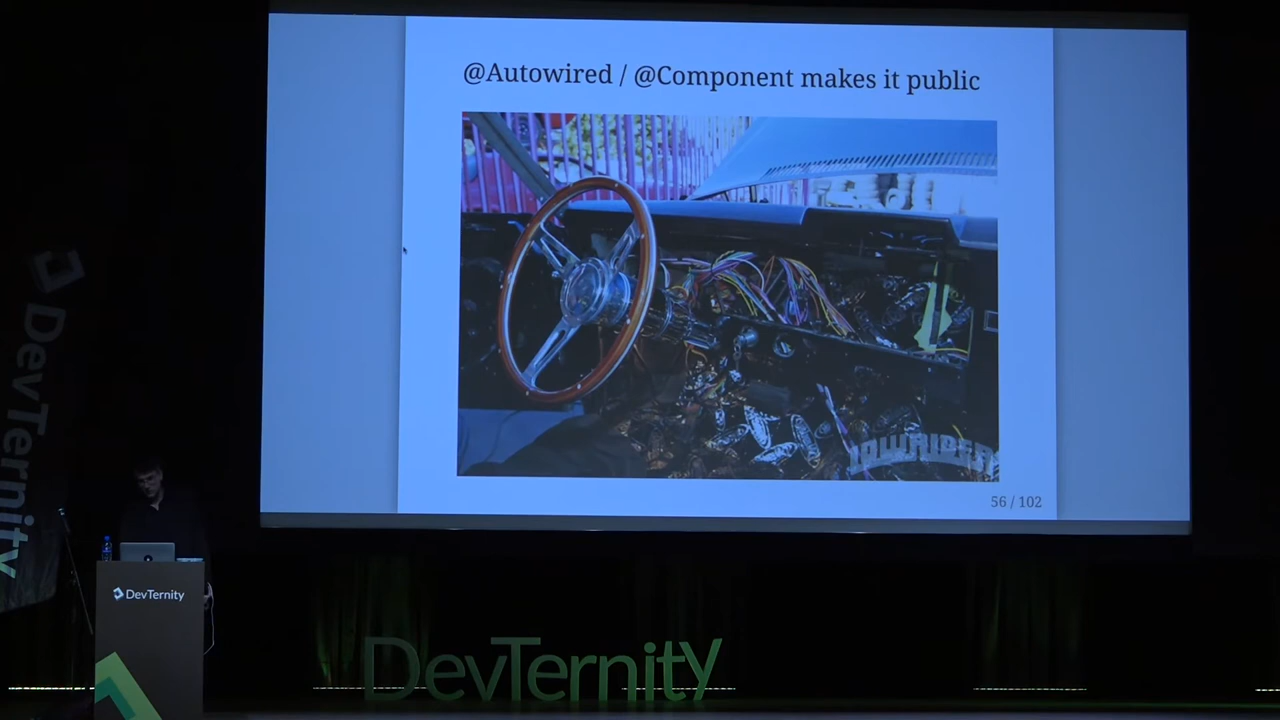 @Autowired / @Component makes it public
LOWRIDER
56 / 102
DevTernity
DevTernity
DevTernity